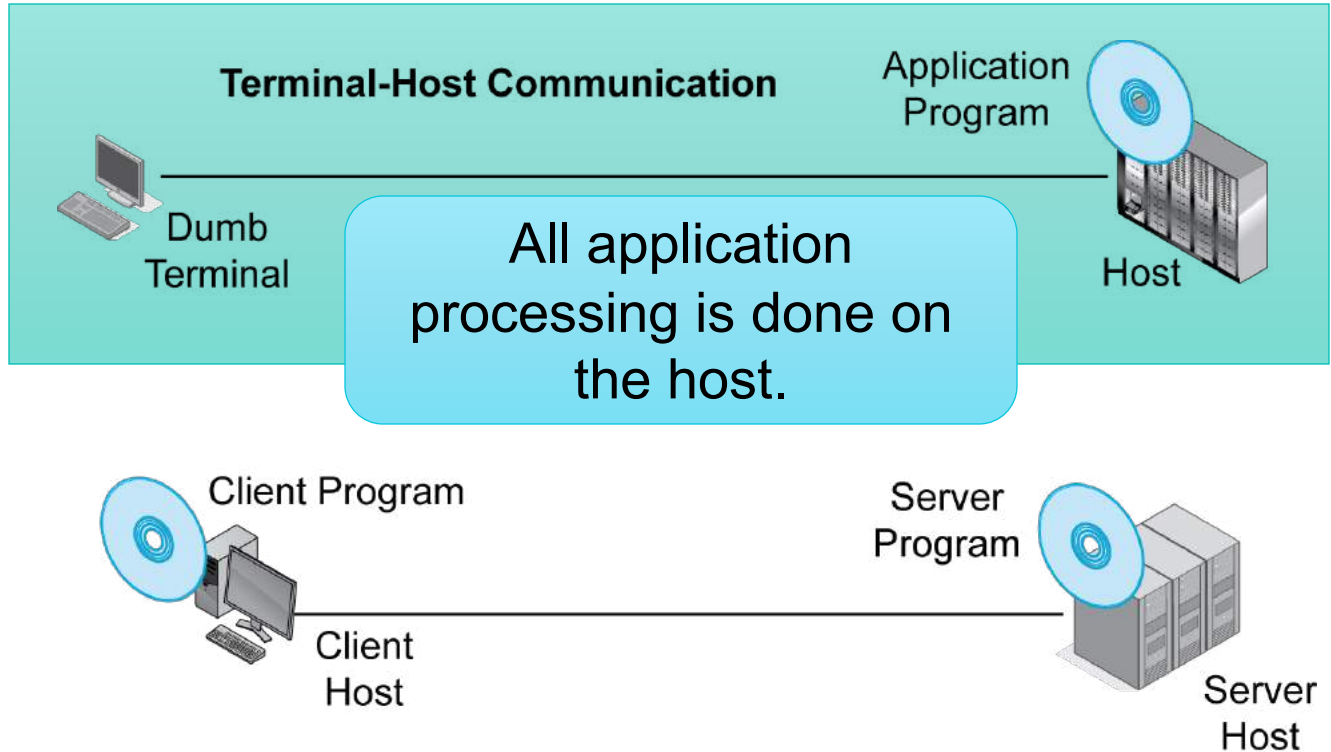 Terminal-Host Communication
Application
Program
Dumb
Terminal
Host
All application
processing is done on
the host.
Client Program
Server
Program
Client
Host
Server
Host